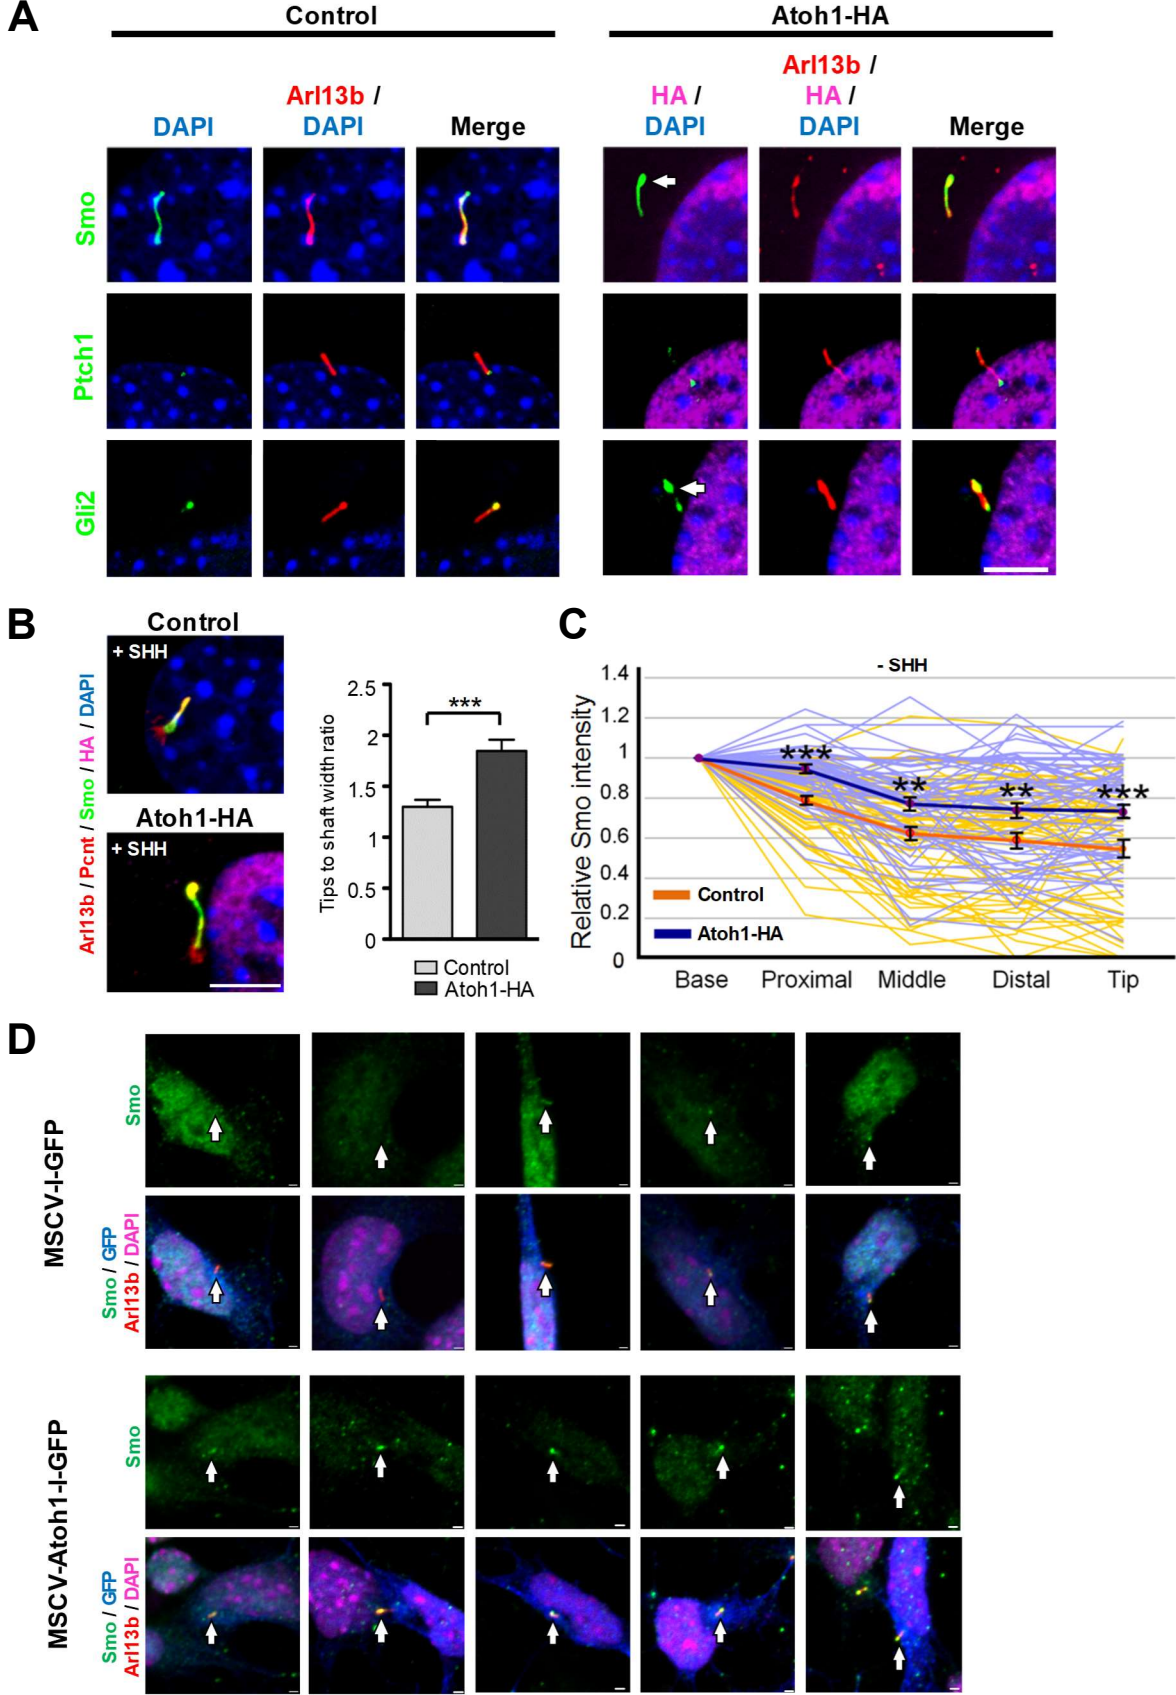 A
Control
Atoh1-HA
DAPI
Arl13b /
DAPI
Merge
HA /
DAPI
Arl13b /
HA /
DAPI
Merge
Smo
Ptch1
Gli2
B
Control
+ SHH
Atoh1-HA
+ SHH
Arl13b / Pcnt / Smo / HA / DAPI
Tips to shaft width ratio
2.5
2
1.5
1
0.5
0
***
Control
Atoh1-HA
C
- SHH
Relative Smo intensity
1.4
1.2
1
0.8
0.6
0.4
0.2
0
*** ** ** ***
Control
Atoh1-HA
Base Proximal Middle Distal Tip
D
MSCV-I-GFP
Smo
Smo / GFP
Arl13b / DAPI
MSCV-Atoh1-I-GFP
Smo
Smo / GFP
Arl13b / DAPI